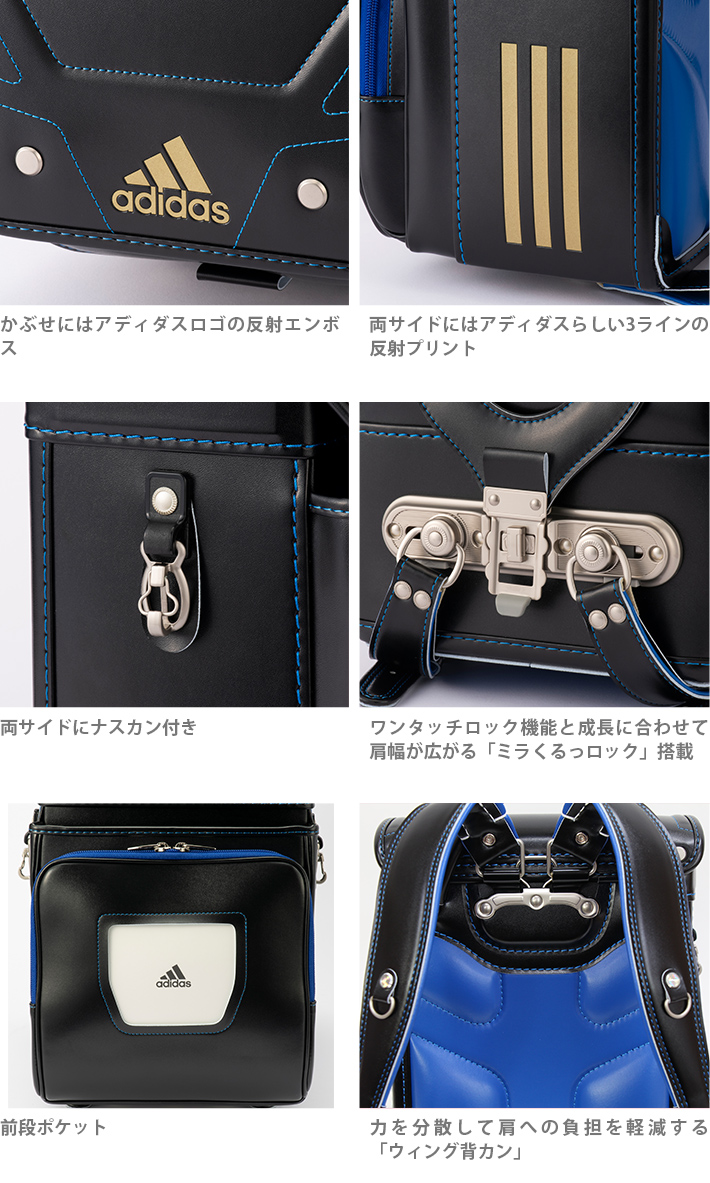 adidas
かぶせにはアディダスロゴの反射エンボ
ス
両サイドにはアディダスらしい3ラインの
反射プリント
両サイドにナスカン付き
ワンタッチロック機能と成長に合わせて
肩幅が広がる「ミラくるっロック」搭載
adidas
前段ポケット
力を分散して肩への負担を軽減する
「ウィング背カン」